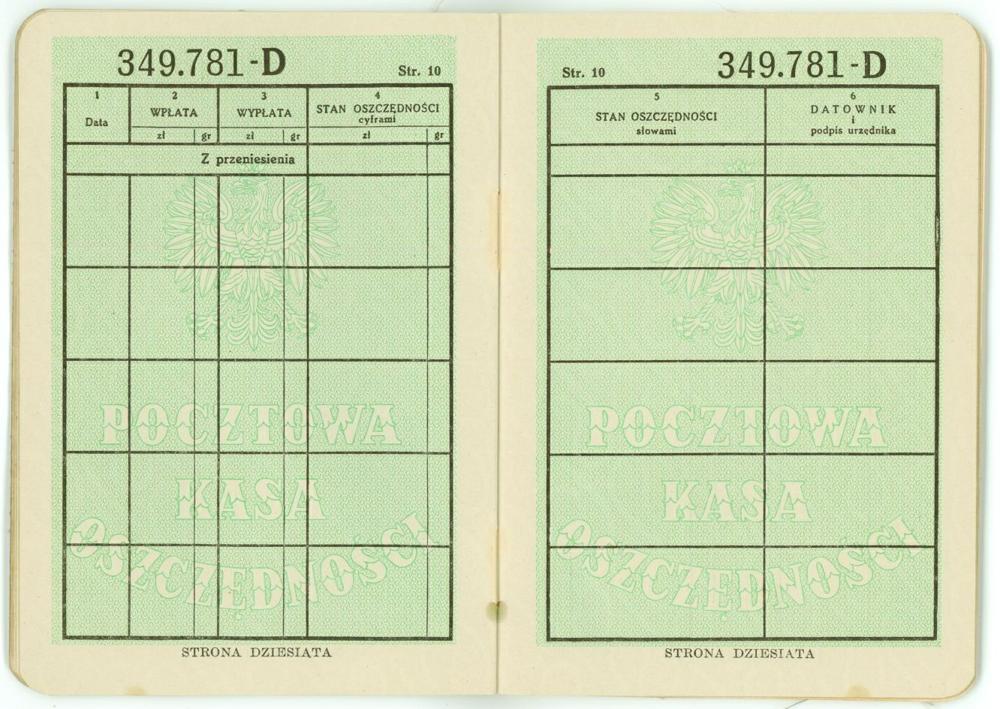 349.781-D
Str. 10
1
Data
2
WPŁATA
zł gr
3
WYPŁATA
zł gr
4
STAN OSZCZĘDNOŚCI
cyframi
zł gr
Z przeniesienia
POCZTOWA
KASA
OSZCZĘDNOŚCI
STRONA DZIESIĄTA
Str. 10
349.781-D
5
STAN OSZCZĘDNOŚCI
słowami
6
DATOWNIK
i
podpis urzędnika
POCZTOWA
KASA
OSZCZĘDNOŚCI
STRONA DZIESIĄTA